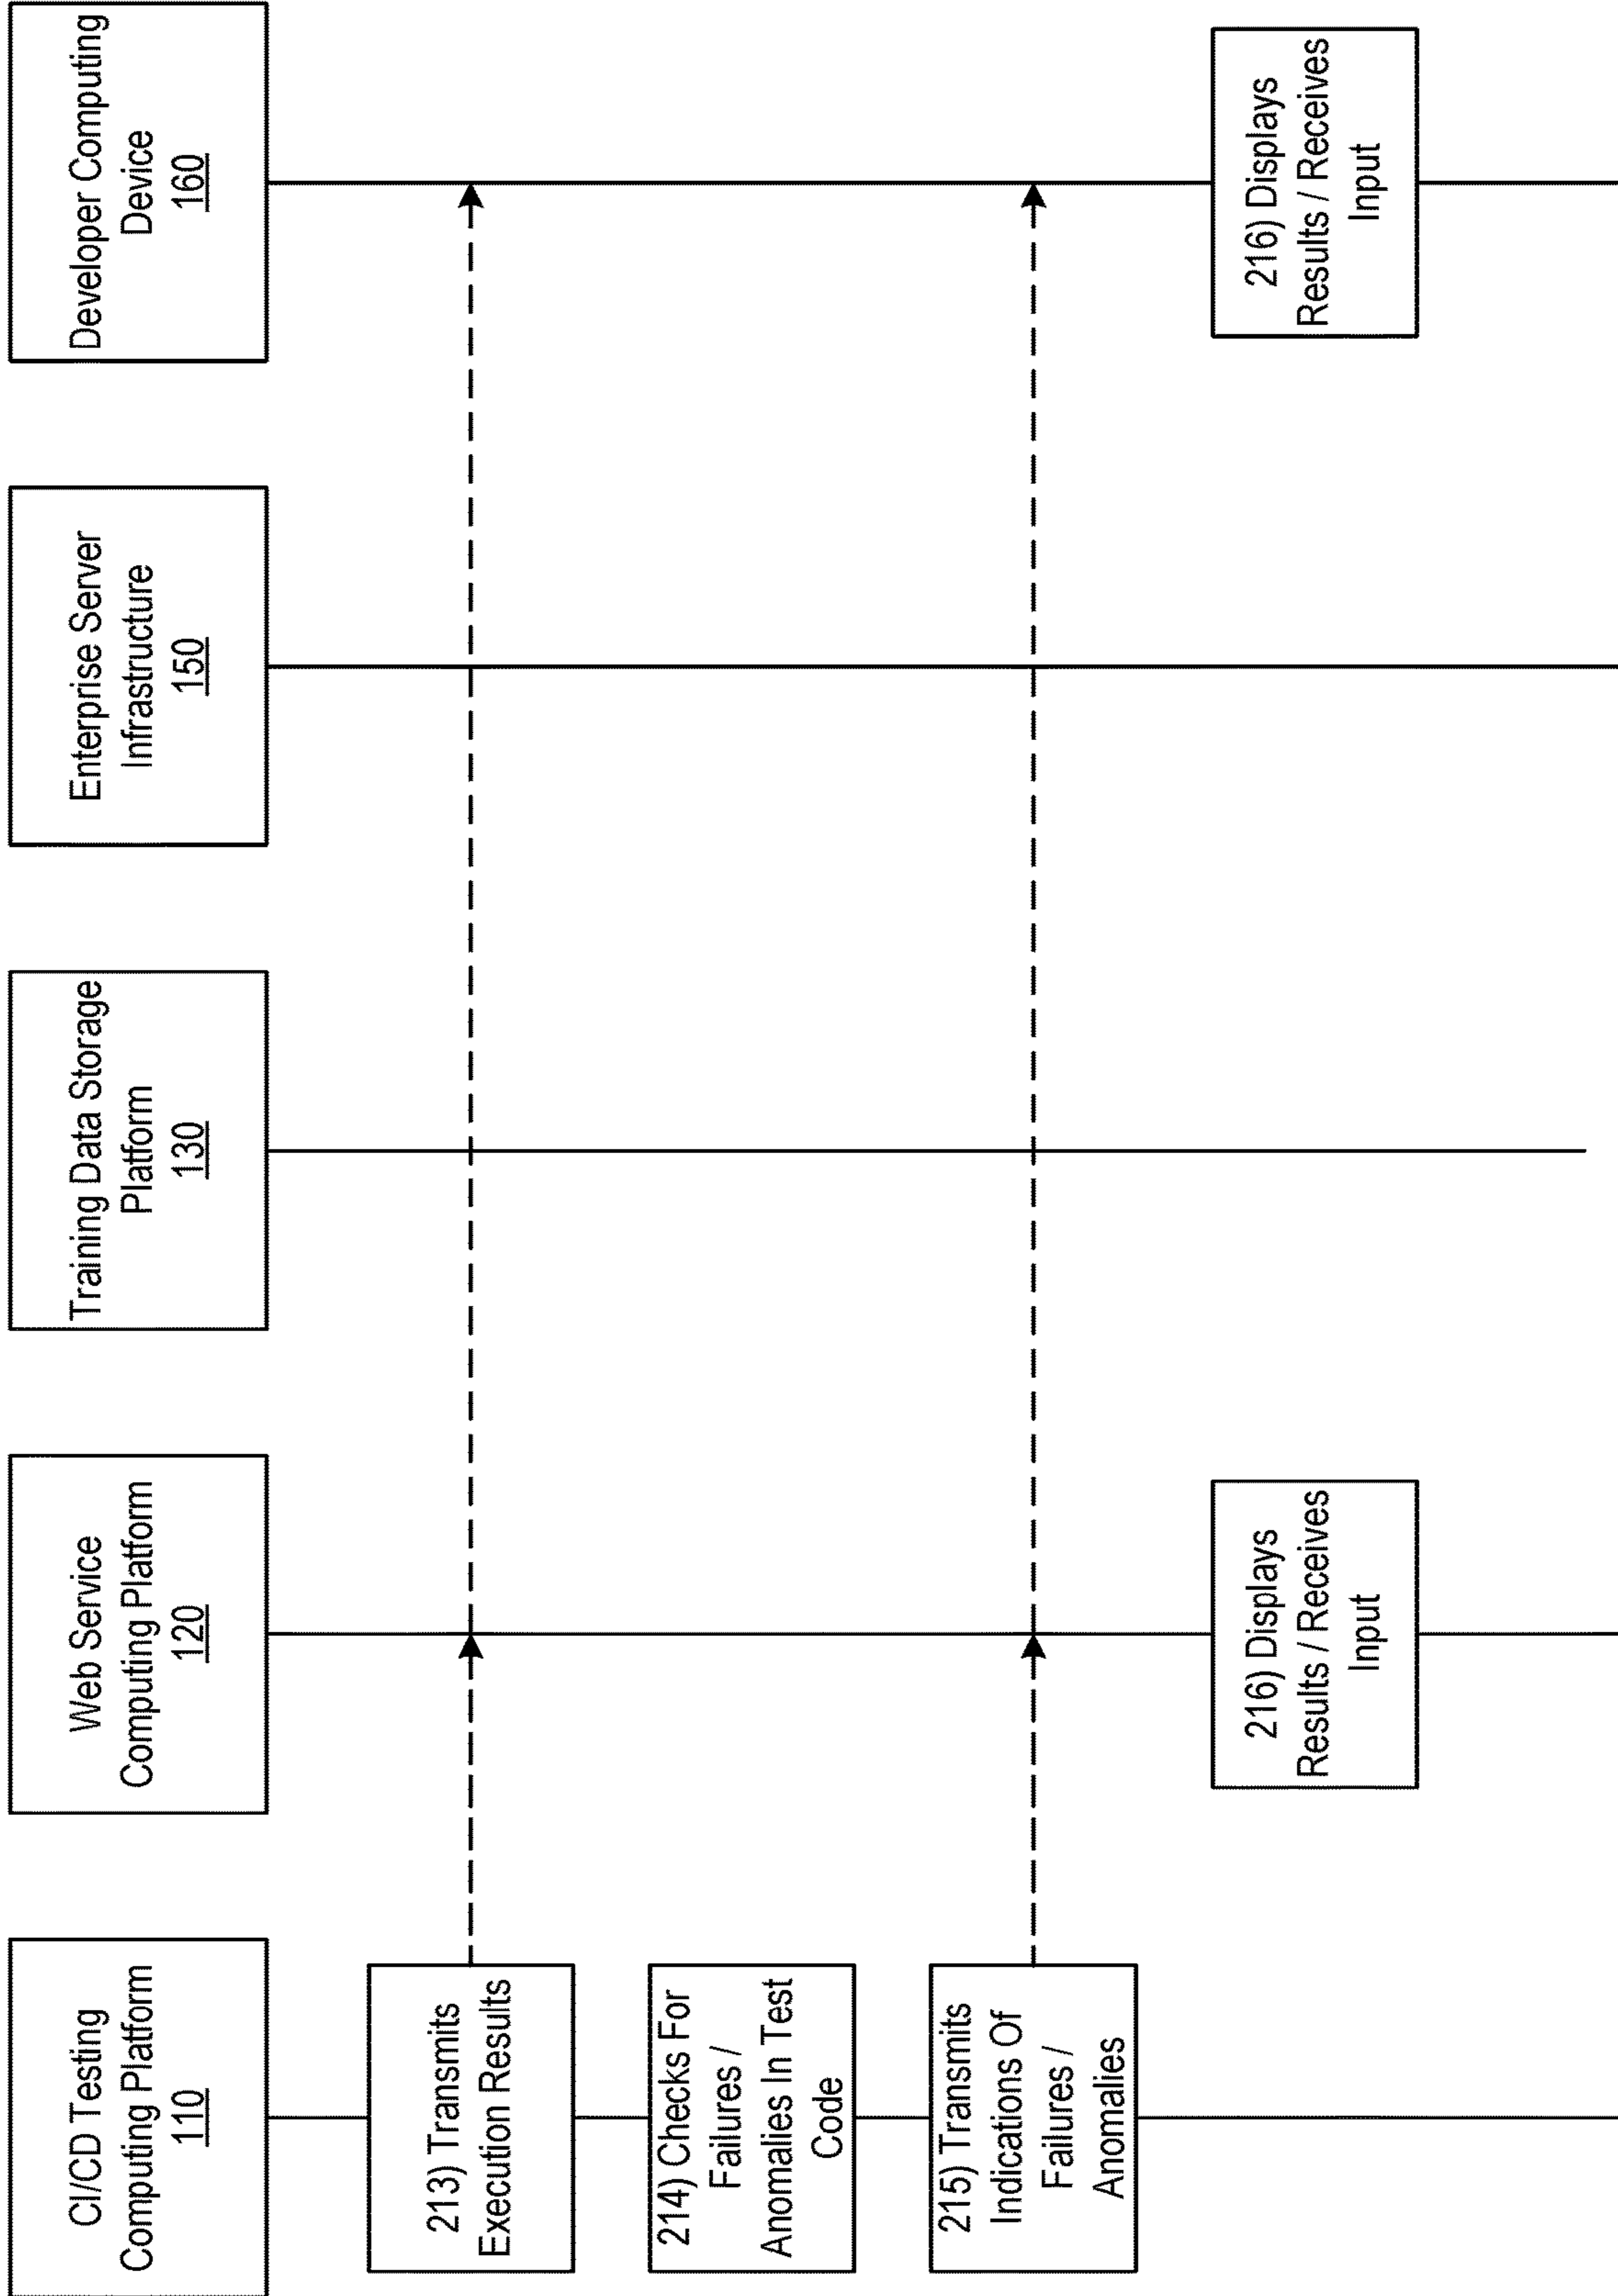 CI/CD Testing
Computing Platform
110
Web Service
Computing Platform
120
Training Data Storage
Platform
130
Enterprise Server
Infrastructure
150
Developer Computing
Device
160
213) Transmits
Execution Results
214) Checks For
Failures /
Anomalies In Test
Code
215) Transmits
Indications Of
Failures /
Anomalies
216) Displays
Results / Receives
Input
216) Displays
Results / Receives
Input